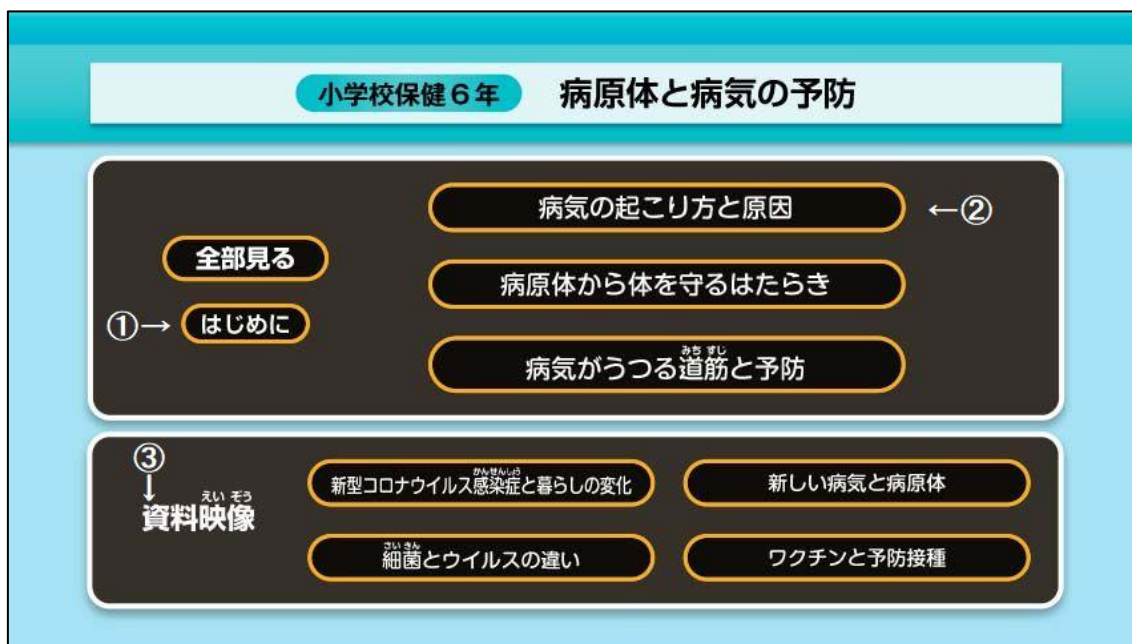 小学校保健6年 病原体と病気の予防
病気の起こり方と原因 ←②
全部見る
病原体から体を守るはたらき
①→ はじめに
みち すじ
病気がうつる道筋と予防
③
↓
えい ぞう
資料映像
かんせんしょう
新型コロナウイルス感染症と暮らしの変化
新しい病気と病原体
さい きん
細菌とウイルスの違い
ワクチンと予防接種